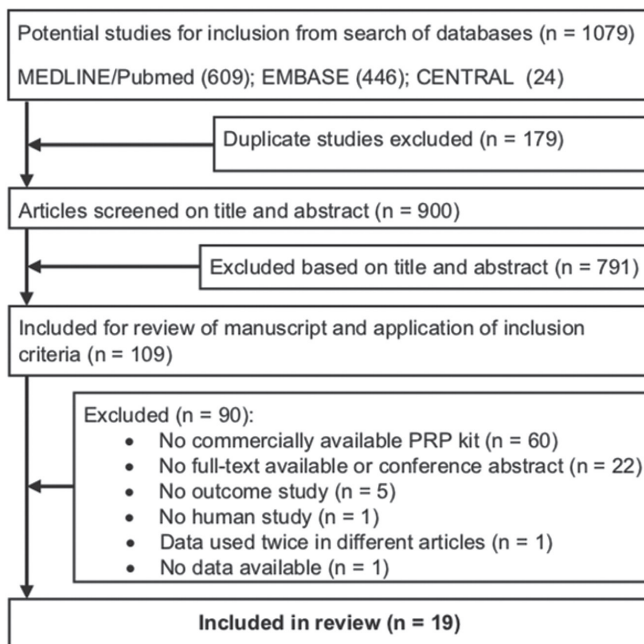 Potential studies for inclusion from search of databases (n = 1079)
MEDLINE/Pubmed (609); EMBASE (446); CENTRAL (24)
Duplicate studies excluded (n = 179)
Articles screened on title and abstract (n = 900)
Excluded based on title and abstract (n = 791)
Included for review of manuscript and application of inclusion
criteria (n = 109)
Excluded (n = 90):
• No commercially available PRP kit (n = 60)
• No full-text available or conference abstract (n = 22)
• No outcome study (n = 5)
• No human study (n = 1)
• Data used twice in different articles (n = 1)
• No data available (n = 1)
Included in review (n = 19)